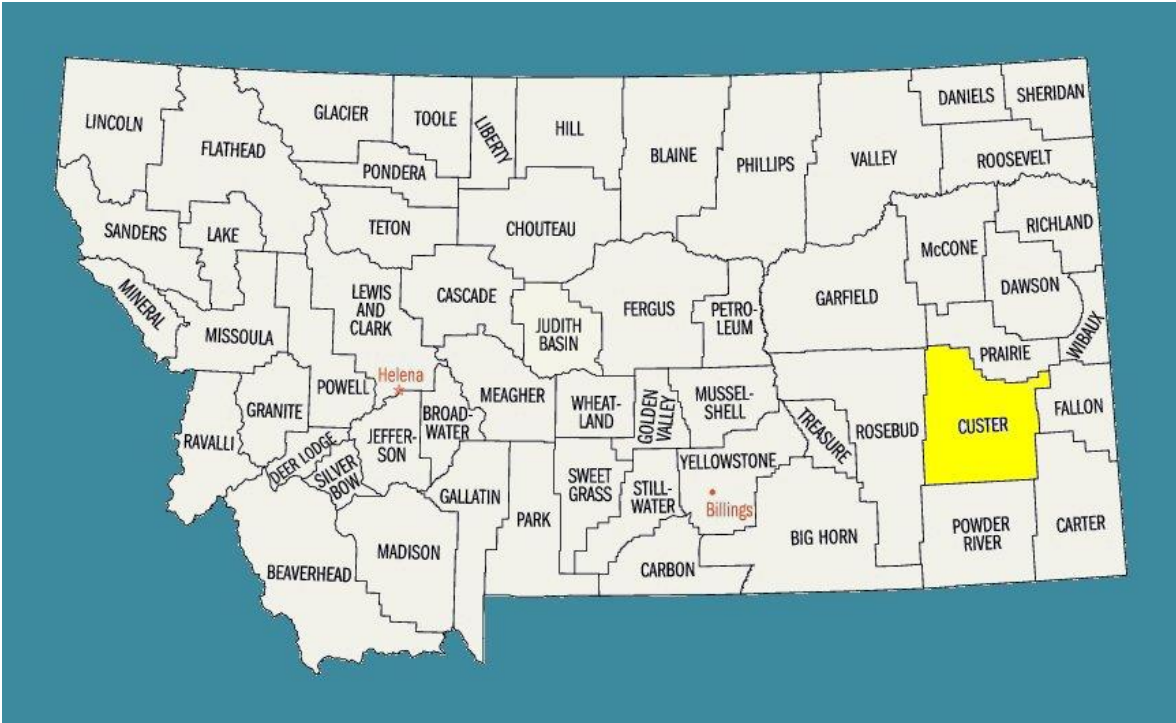 LINCOLN
FLATHEAD
GLACIER
TOOLE
LIBERTY
HILL
BLAINE
PHILLIPS
VALLEY
DANIELS
SHERIDAN
PONDERA
ROOSEVELT
SANDERS
LAKE
TETON
CHOUTEAU
McCONE
RICHLAND
MINERAL
MISSOULA
LEWIS
AND
CLARK
CASCADE
JUDITH
BASIN
FERGUS
PETRO-
LEUM
GARFIELD
DAWSON
WIBAUX
PRAIRIE
Helena
POWELL
GRANITE
RAVALLI
DEER LODGE
SILVER
BOW
JEFFER-
SON
BROAD-
WATER
MEAGHER
WHEAT-
LAND
GOLDEN
VALLEY
MUSSEL-
SHELL
TREASURE
ROSEBUD
CUSTER
FALLON
GALLATIN
PARK
SWEET
GRASS
STILL-
WATER
YELLOWSTONE
Billings
BIG HORN
POWDER
RIVER
CARTER
BEAVERHEAD
MADISON
CARBON